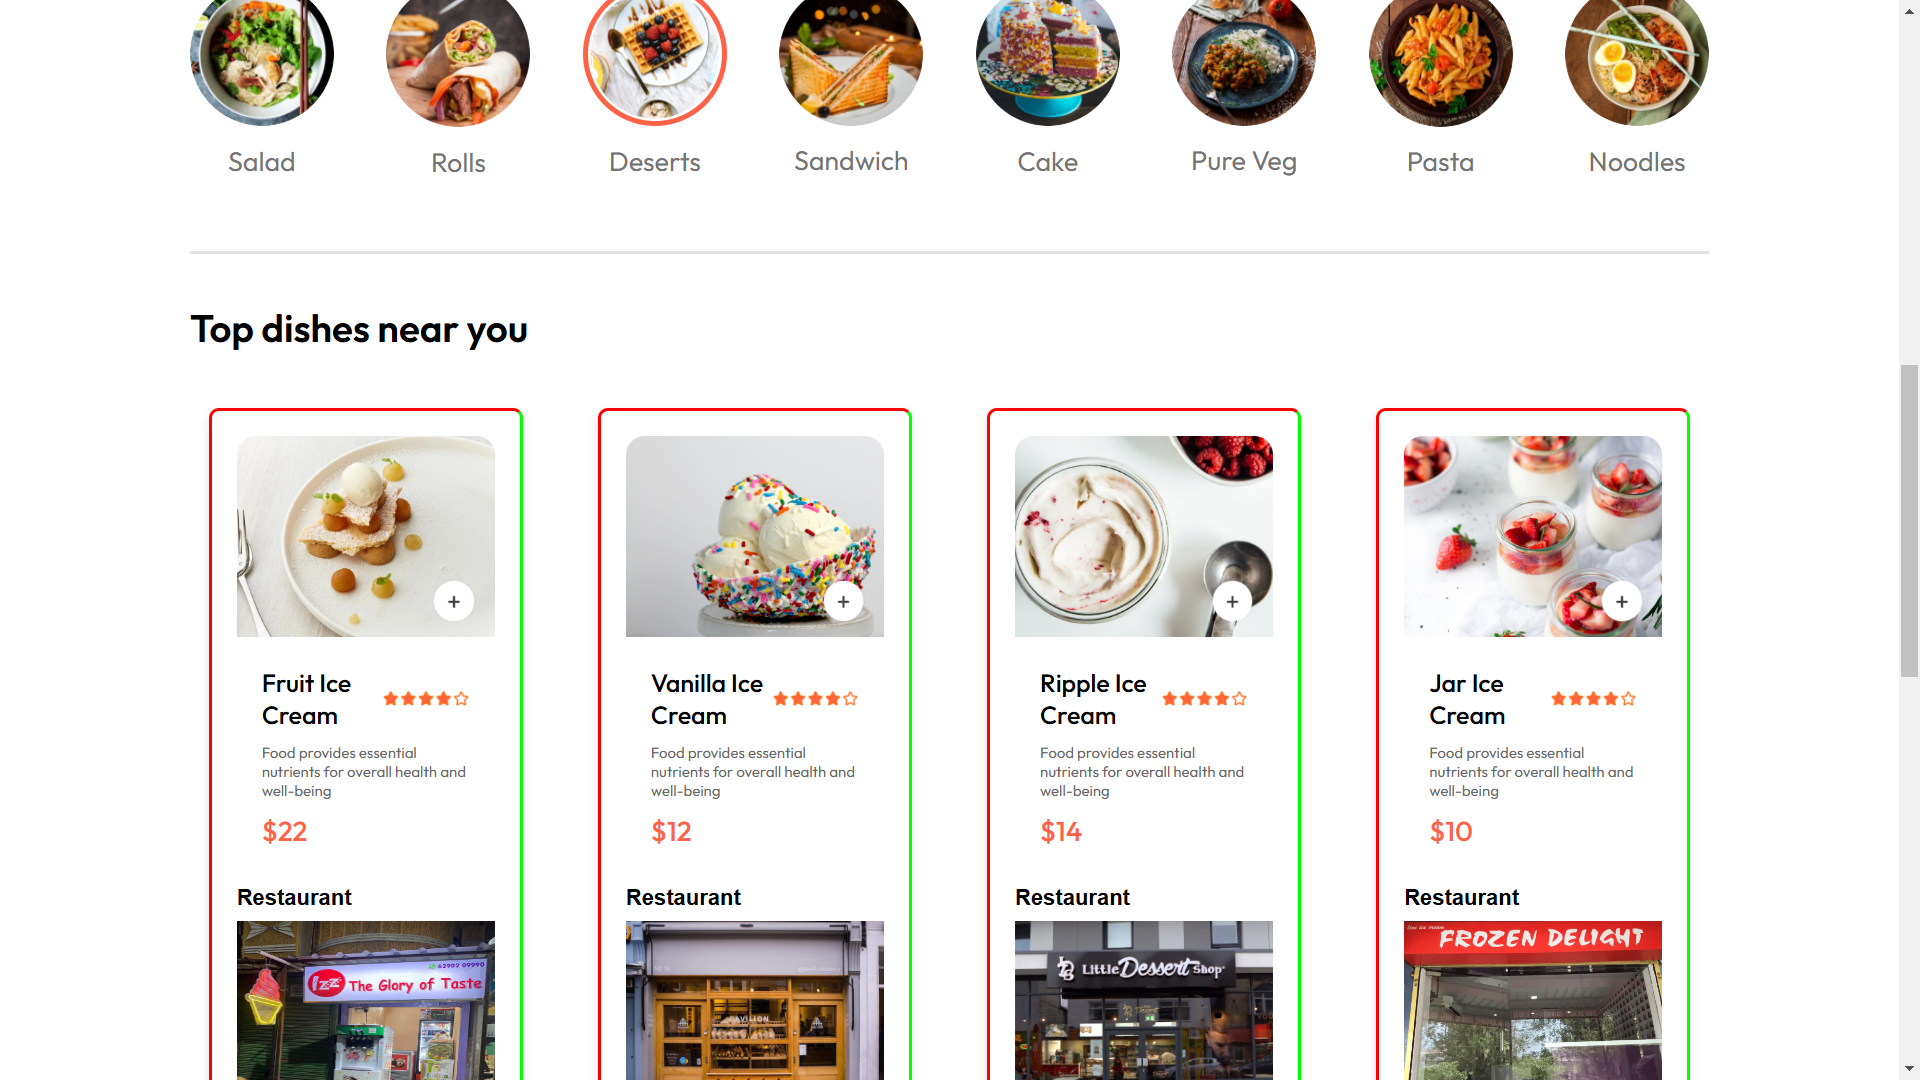 Salad
Rolls
Deserts
Sandwich
Cake
Pure Veg
Pasta
Noodles
Top dishes near you
Fruit Ice
Cream
Food provides essential
nutrients for overall health and
well-being
$22
Restaurant
62902 09990
Izz
The Glory of Taste
Vanilla Ice
Cream
Food provides essential
nutrients for overall health and
well-being
$12
Restaurant
PAVILION
Ripple Ice
Cream
Food provides essential
nutrients for overall health and
well-being
$14
Restaurant
Little Dessert Shop
Jar Ice
Cream
Food provides essential
nutrients for overall health and
well-being
$10
Restaurant
FROZEN DELIGHT